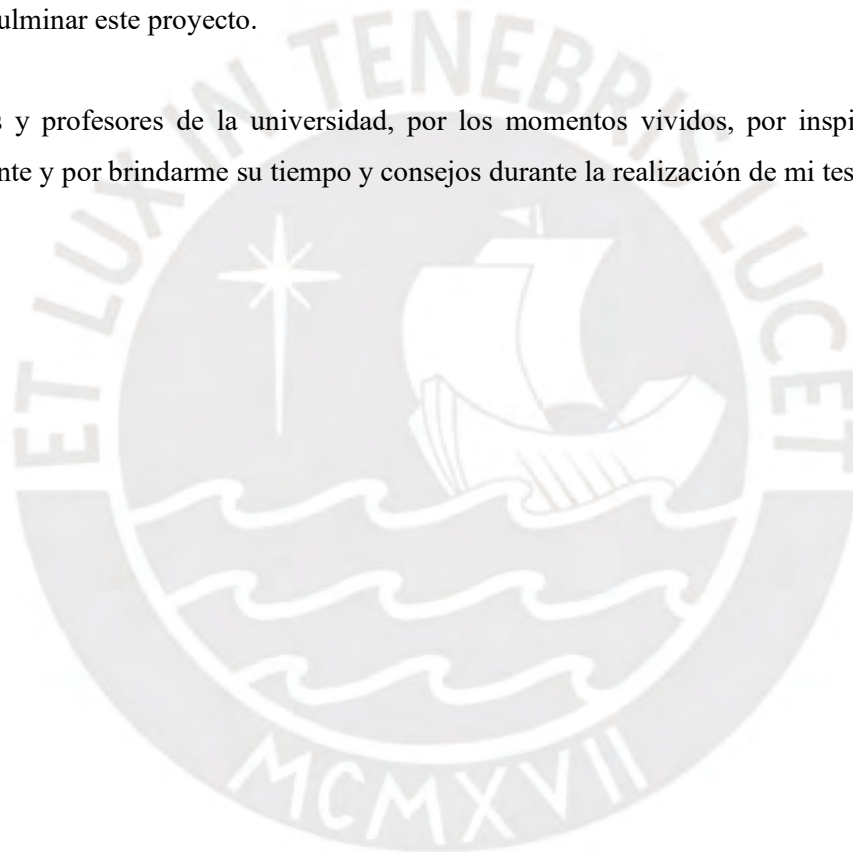 ulminar este proyecto.
s y profesores de la universidad, por los momentos vividos, por inspi
nte y por brindarme su tiempo y consejos durante la realización de mi tes
ET LUX IN TENEBRIS LUCET
MCMXVII